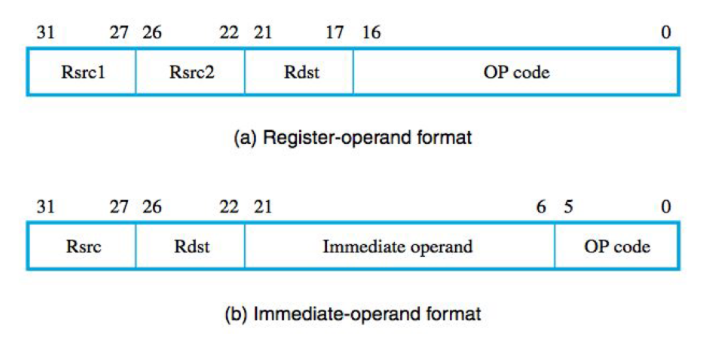 31 27 26 22 21 17 16 0
Rsrc1 Rsrc2 Rdst OP code
(a) Register-operand format
31 27 26 22 21 6 5 0
Rsrc Rdst Immediate operand OP code
(b) Immediate-operand format